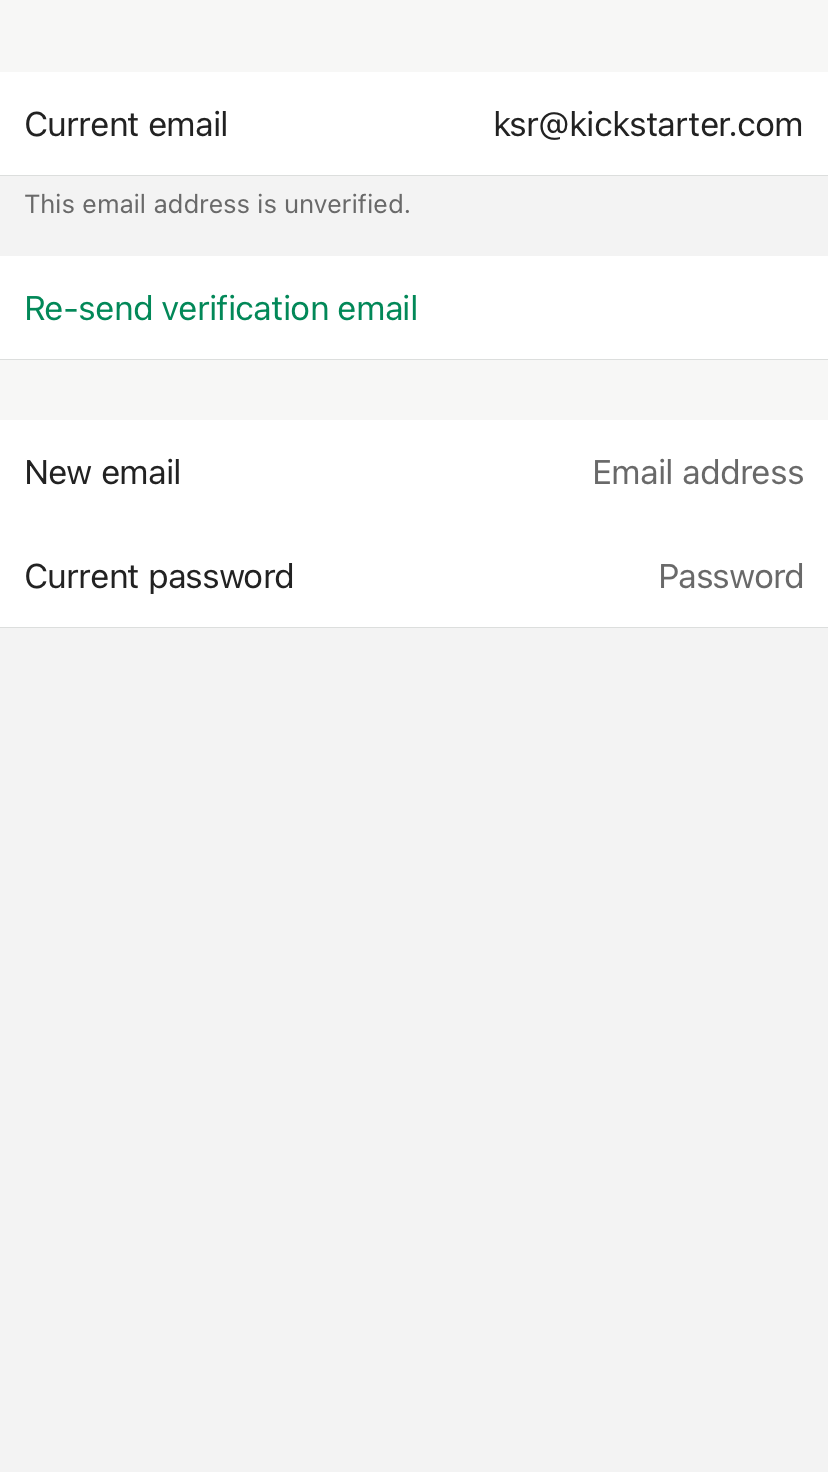 Current email ksr@kickstarter.com
This email address is unverified.
Re-send verification email
New email Email address
Current password Password